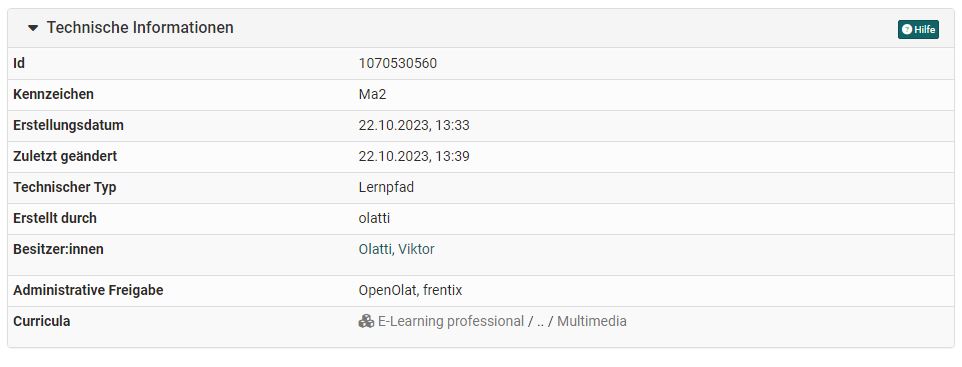 Technische Informationen
Hilfe
Id 1070530560
Kennzeichen Ma2
Erstellungsdatum 22.10.2023, 13:33
Zuletzt geändert 22.10.2023, 13:39
Technischer Typ Lernpfad
Erstellt durch olatti
Besitzer:innen Olatti, Viktor
Administrative Freigabe OpenOlat, frentix
Curricula E-Learning professional / .. / Multimedia